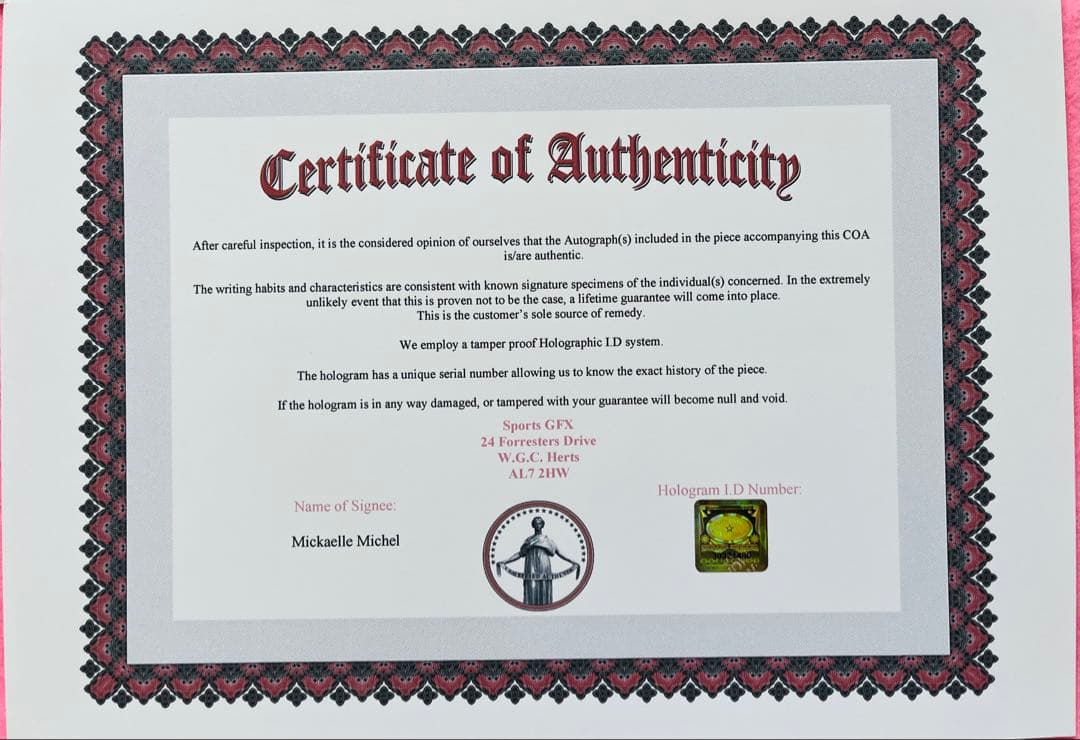 Certificate of Authenticity
After careful inspection, it is the considered opinion of ourselves that the Autograph(s) included in the piece accompanying this COA
is/are authentic.
The writing habits and characteristics are consistent with known signature specimens of the individual(s) concerned. In the extremely
unlikely event that this is proven not to be the case, a lifetime guarantee will come into place.
This is the customer's sole source of remedy.
We employ a tamper proof Holographic I.D system.
The hologram has a unique serial number allowing us to know the exact history of the piece.
If the hologram is in any way damaged, or tampered with your guarantee will become null and void.
Sports GFX
24 Forresters Drive
W.G.C. Herts
AL7 2HW
Name of Signee:
Hologram I.D Number:
Mickaelle Michel